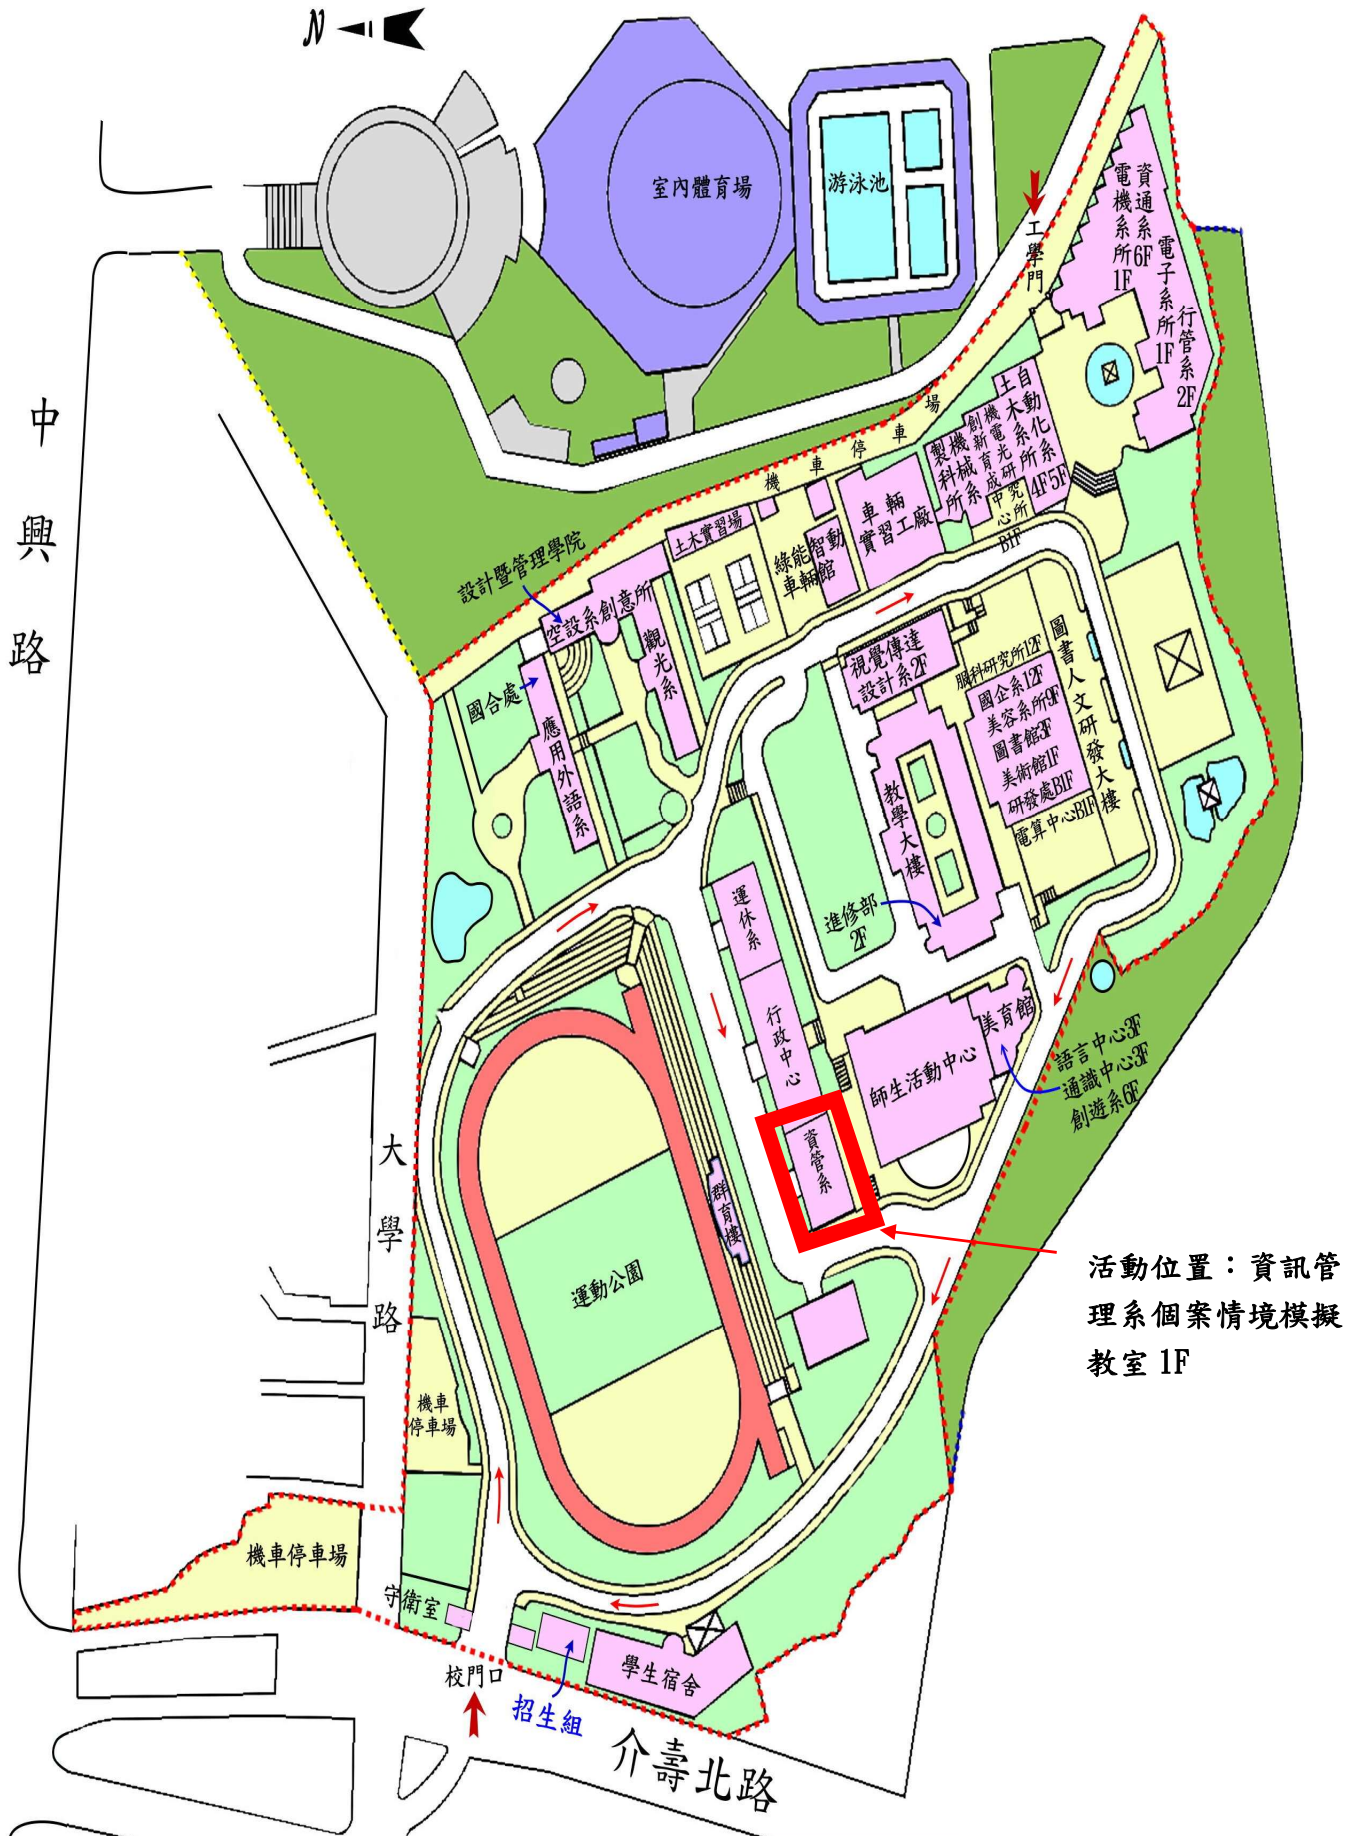 N
室內體育場
游泳池
工學門
資通系6F
電機系所1F
電子系所1F
行管系2F
中興路
機車停車場
自動化系5F
土木系所4F
機電光研究所B1F
創新育成中心
機械系
製科所
車輛
實習工廠
智動館
綠能車輛
土木實習場
設計暨管理學院
空設系創意所
觀光系
國合處
應用外語系
視覺傳達
設計系2F
服科研究所12F
國企系12F
美容系所9F
圖書館3F
美術館1F
研發處B1F
電算中心B1F
圖書人文研發大樓
教學大樓
進修部
2F
運休系
行政中心
資管系
師生活動中心
美育館
語言中心3F
通識中心3F
創遊系6F
大學路
群育樓
運動公園
活動位置：資訊管
理系個案情境模擬
教室 1F
機車
停車場
機車停車場
守衛室
校門口
招生組
學生宿舍
介壽北路